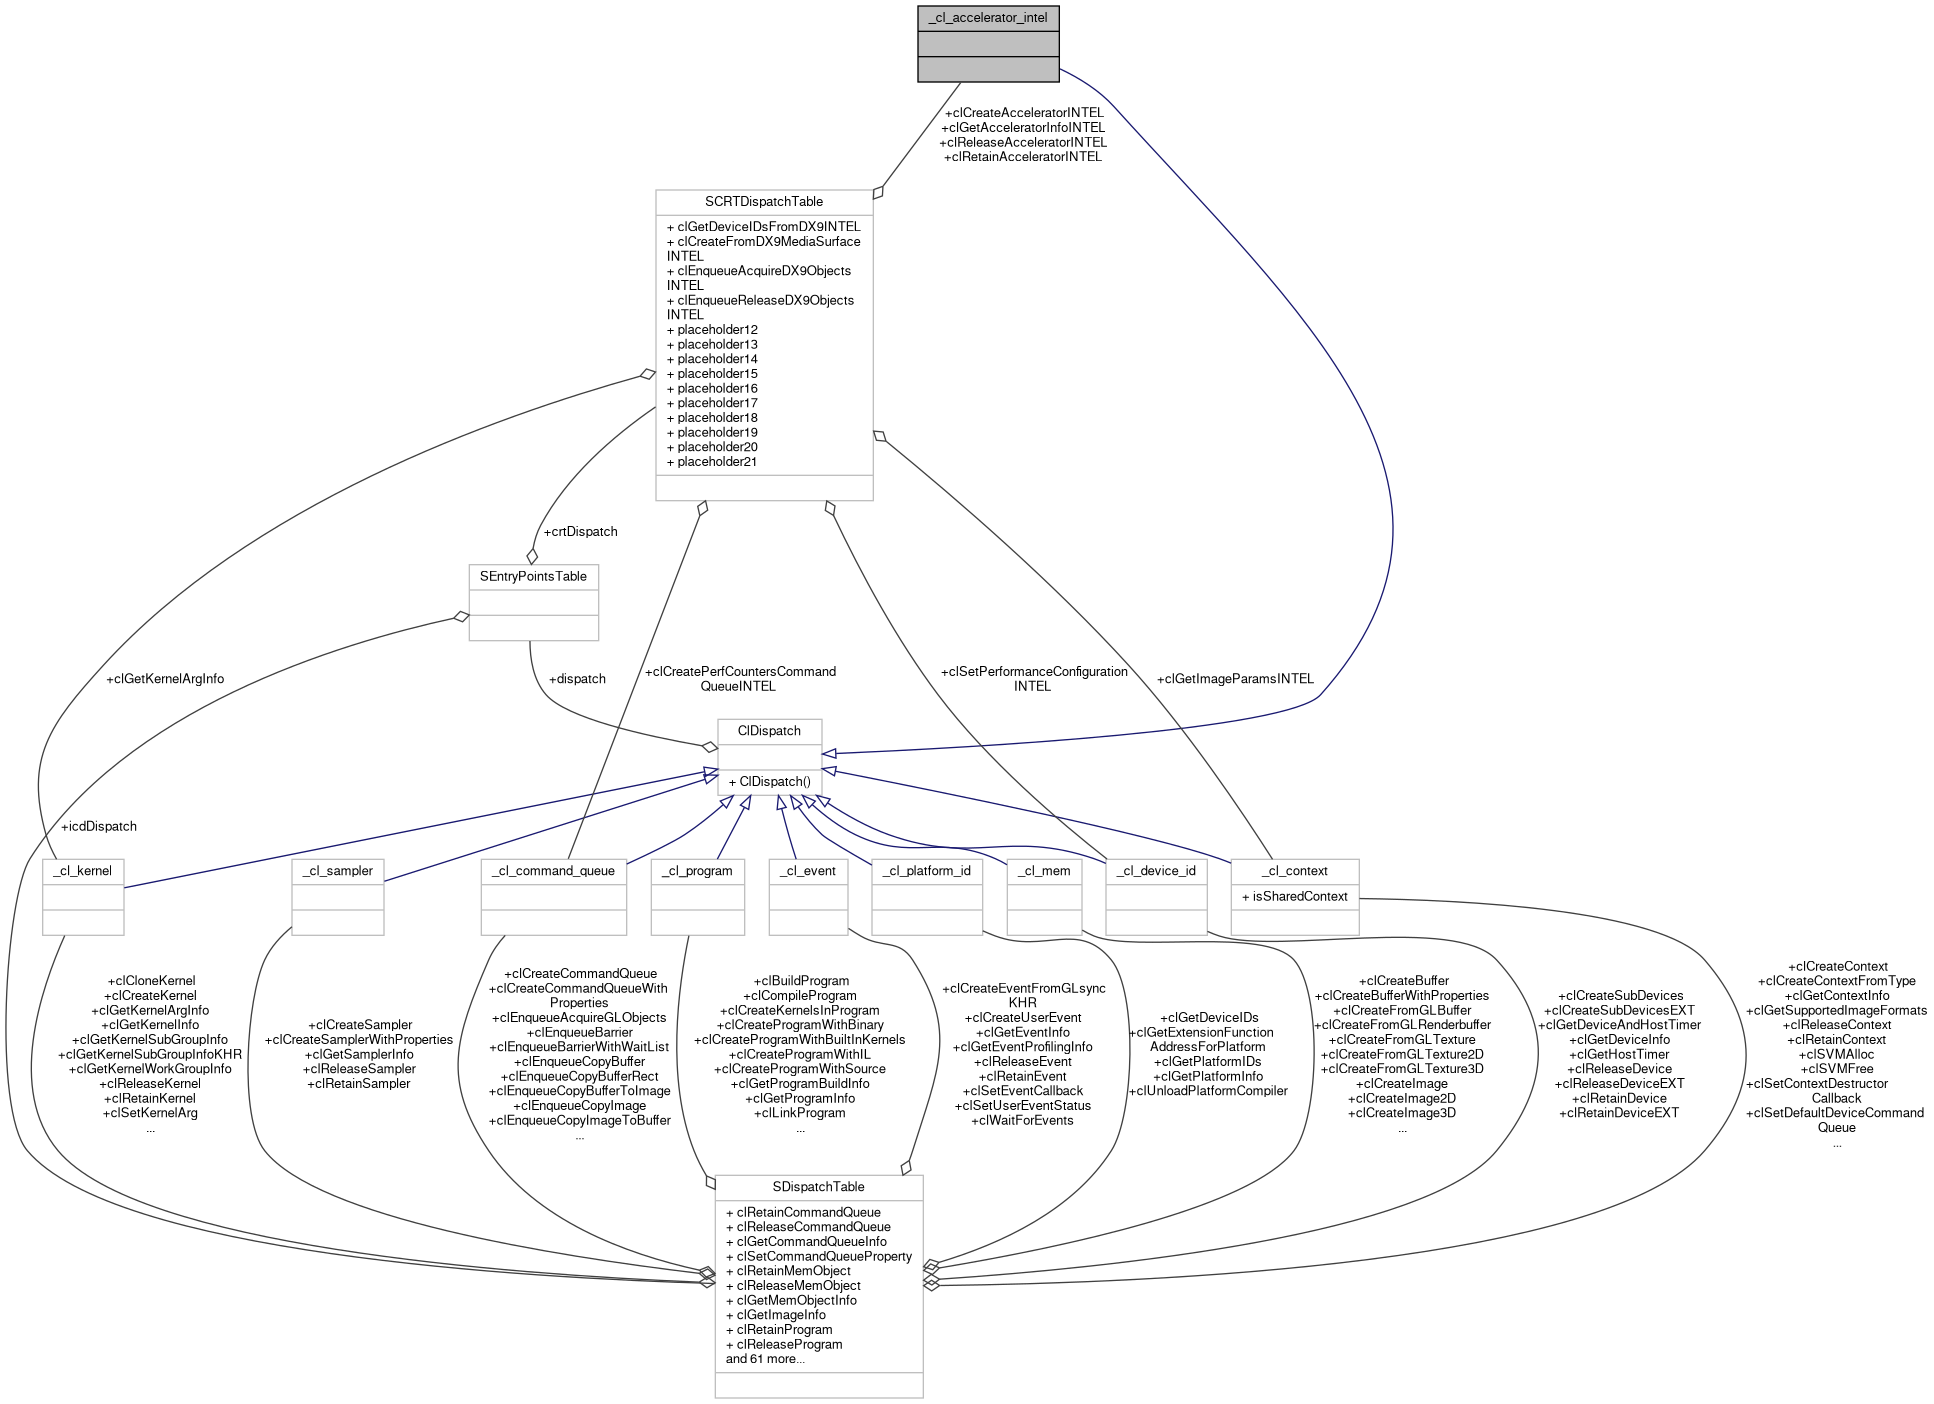 _cl_accelerator_intel
+clCreateAcceleratorINTEL
+clGetAcceleratorInfoINTEL
+clReleaseAcceleratorINTEL
+clRetainAcceleratorINTEL
SCRTDispatchTable
+ clGetDeviceIDsFromDX9INTEL
+ clCreateFromDX9MediaSurface
INTEL
+ clEnqueueAcquireDX9Objects
INTEL
+ clEnqueueReleaseDX9Objects
INTEL
+ placeholder12
+ placeholder13
+ placeholder14
+ placeholder15
+ placeholder16
+ placeholder17
+ placeholder18
+ placeholder19
+ placeholder20
+ placeholder21
+crtDispatch
SEntryPointsTable
+clGetKernelArgInfo
+dispatch
+clCreatePerfCountersCommand
QueueINTEL
+clSetPerformanceConfiguration
INTEL
+clGetImageParamsINTEL
ClDispatch
+ ClDispatch()
+icdDispatch
_cl_kernel
_cl_sampler
_cl_command_queue
_cl_program
_cl_event
_cl_platform_id
_cl_mem
_cl_device_id
_cl_context
+ isSharedContext
+clCloneKernel
+clCreateKernel
+clGetKernelArgInfo
+clGetKernelInfo
+clGetKernelSubGroupInfo
+clGetKernelSubGroupInfoKHR
+clGetKernelWorkGroupInfo
+clReleaseKernel
+clRetainKernel
+clSetKernelArg
...
+clCreateSampler
+clCreateSamplerWithProperties
+clGetSamplerInfo
+clReleaseSampler
+clRetainSampler
+clCreateCommandQueue
+clCreateCommandQueueWith
Properties
+clEnqueueAcquireGLObjects
+clEnqueueBarrier
+clEnqueueBarrierWithWaitList
+clEnqueueCopyBuffer
+clEnqueueCopyBufferRect
+clEnqueueCopyBufferToImage
+clEnqueueCopyImage
+clEnqueueCopyImageToBuffer
...
+clBuildProgram
+clCompileProgram
+clCreateKernelsInProgram
+clCreateProgramWithBinary
+clCreateProgramWithBuiltInKernels
+clCreateProgramWithIL
+clCreateProgramWithSource
+clGetProgramBuildInfo
+clGetProgramInfo
+clLinkProgram
...
+clCreateEventFromGLsync
KHR
+clCreateUserEvent
+clGetEventInfo
+clGetEventProfilingInfo
+clReleaseEvent
+clRetainEvent
+clSetEventCallback
+clSetUserEventStatus
+clWaitForEvents
+clGetDeviceIDs
+clGetExtensionFunction
AddressForPlatform
+clGetPlatformIDs
+clGetPlatformInfo
+clUnloadPlatformCompiler
+clCreateBuffer
+clCreateBufferWithProperties
+clCreateFromGLBuffer
+clCreateFromGLRenderbuffer
+clCreateFromGLTexture
+clCreateFromGLTexture2D
+clCreateFromGLTexture3D
+clCreateImage
+clCreateImage2D
+clCreateImage3D
...
+clCreateSubDevices
+clCreateSubDevicesEXT
+clGetDeviceAndHostTimer
+clGetDeviceInfo
+clGetHostTimer
+clReleaseDevice
+clReleaseDeviceEXT
+clRetainDevice
+clRetainDeviceEXT
+clCreateContext
+clCreateContextFromType
+clGetContextInfo
+clGetSupportedImageFormats
+clReleaseContext
+clRetainContext
+clSVMAlloc
+clSVMFree
+clSetContextDestructor
Callback
+clSetDefaultDeviceCommand
Queue
...
SDispatchTable
+ clRetainCommandQueue
+ clReleaseCommandQueue
+ clGetCommandQueueInfo
+ clSetCommandQueueProperty
+ clRetainMemObject
+ clReleaseMemObject
+ clGetMemObjectInfo
+ clGetImageInfo
+ clRetainProgram
+ clReleaseProgram
and 61 more...